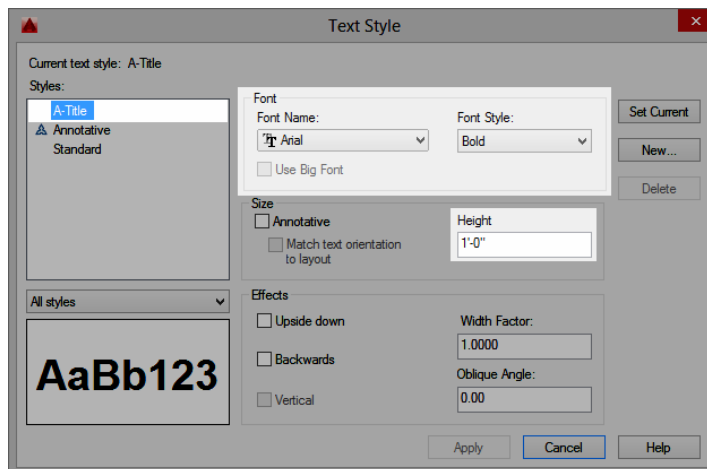 Text Style
Current text style: A-Title
Styles:
A-Title
Annotative
Standard
All styles
AaBb123
Font
Font Name:
Arial
Use Big Font
Font Style:
Bold
Size
Annotative
Match text orientation
to layout
Height
1'-0"
Effects
Upside down
Backwards
Vertical
Width Factor:
1.0000
Oblique Angle:
0.00
Set Current
New...
Delete
Apply
Cancel
Help